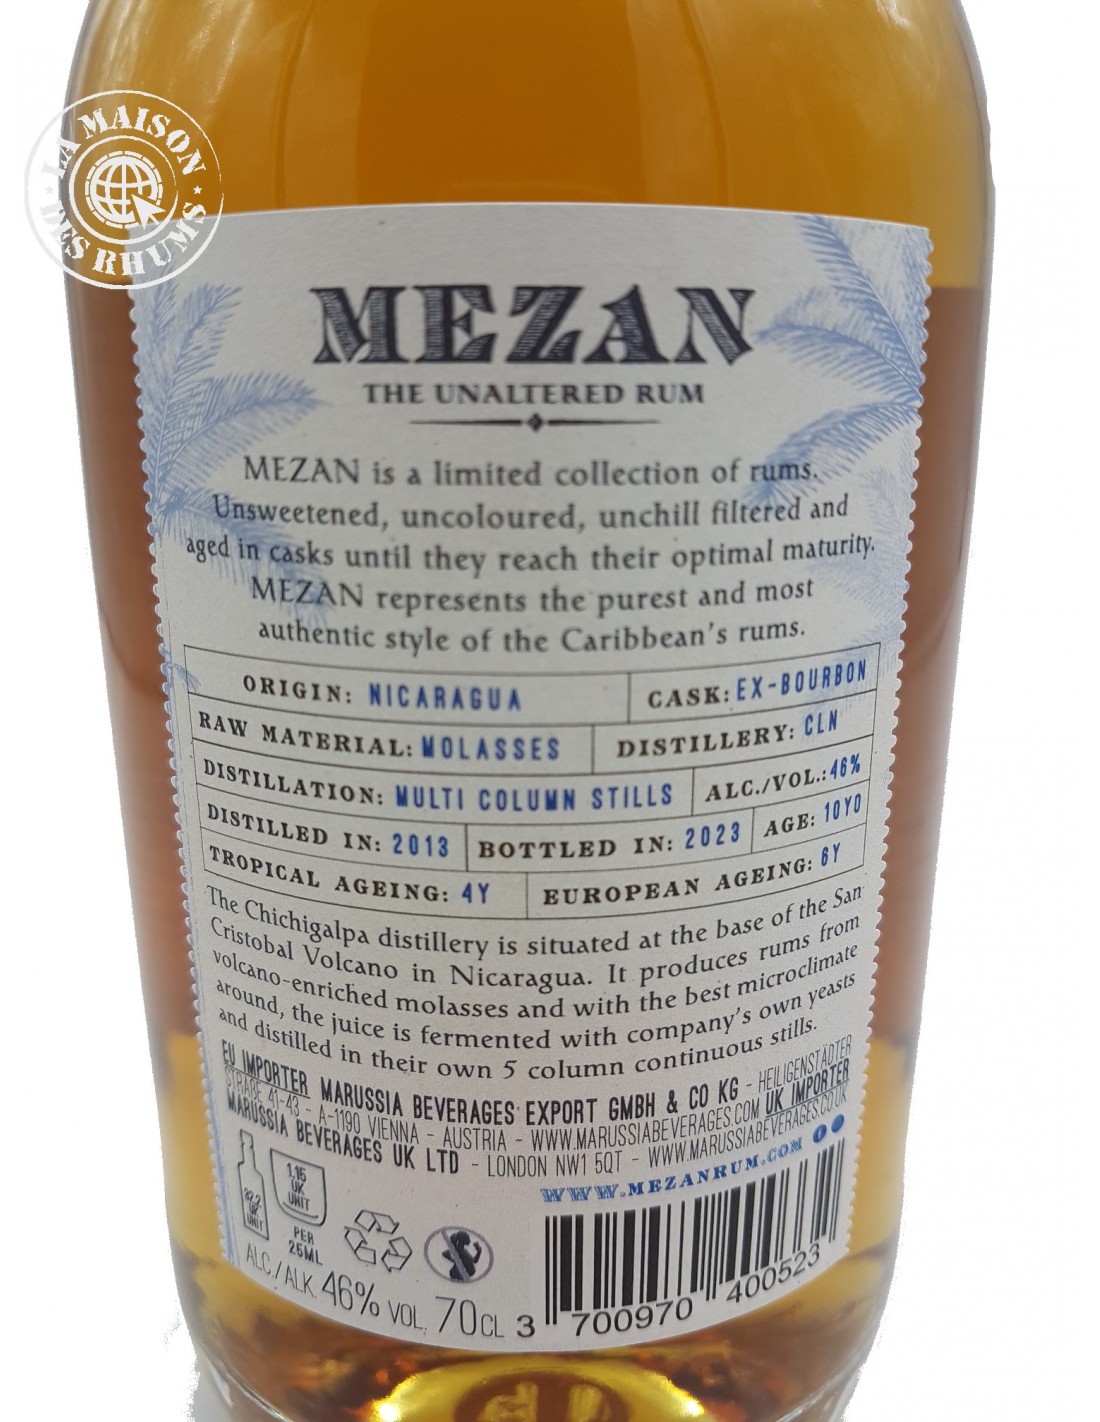 LA MAISON
DES RHUMS
MEZAN
THE UNALTERED RUM
MEZAN is a limited collection of rums.
Unsweetened, uncoloured, unchill filtered and
aged in casks until they reach their optimal maturity.
MEZAN represents the purest and most
authentic style of the Caribbean's rums.
ORIGIN: NICARAGUA CASK: EX-BOURBON
RAW MATERIAL: MOLASSES DISTILLERY: CLN
DISTILLATION: MULTI COLUMN STILLS ALC./VOL.: 46%
DISTILLED IN: 2013 BOTTLED IN: 2023 AGE: 10YO
TROPICAL AGEING: 4Y EUROPEAN AGEING: 6Y
The Chichigalpa distillery is situated at the base of the San
Cristobal Volcano in Nicaragua. It produces rums from
volcano-enriched molasses and with the best microclimate
around, the juice is fermented with company's own yeasts
and distilled in their own 5 column continuous stills.
EU IMPORTER MARUSSIA BEVERAGES EXPORT GMBH & CO KG - HEILIGENSTÄDTER
STRAßE 41-43 - A-1190 VIENNA - AUSTRIA - WWW.MARUSSIABEVERAGES.COM UK IMPORTER
MARUSSIA BEVERAGES UK LTD - LONDON NW1 5QT - WWW.MARUSSIABEVERAGES.CO.UK
WWW.MEZANRUM.COM
32.2
UK
UNIT
1.15
UK
UNIT
PER
25ML
ALC./ALK. 46% VOL. 70CL
3 700970 400523